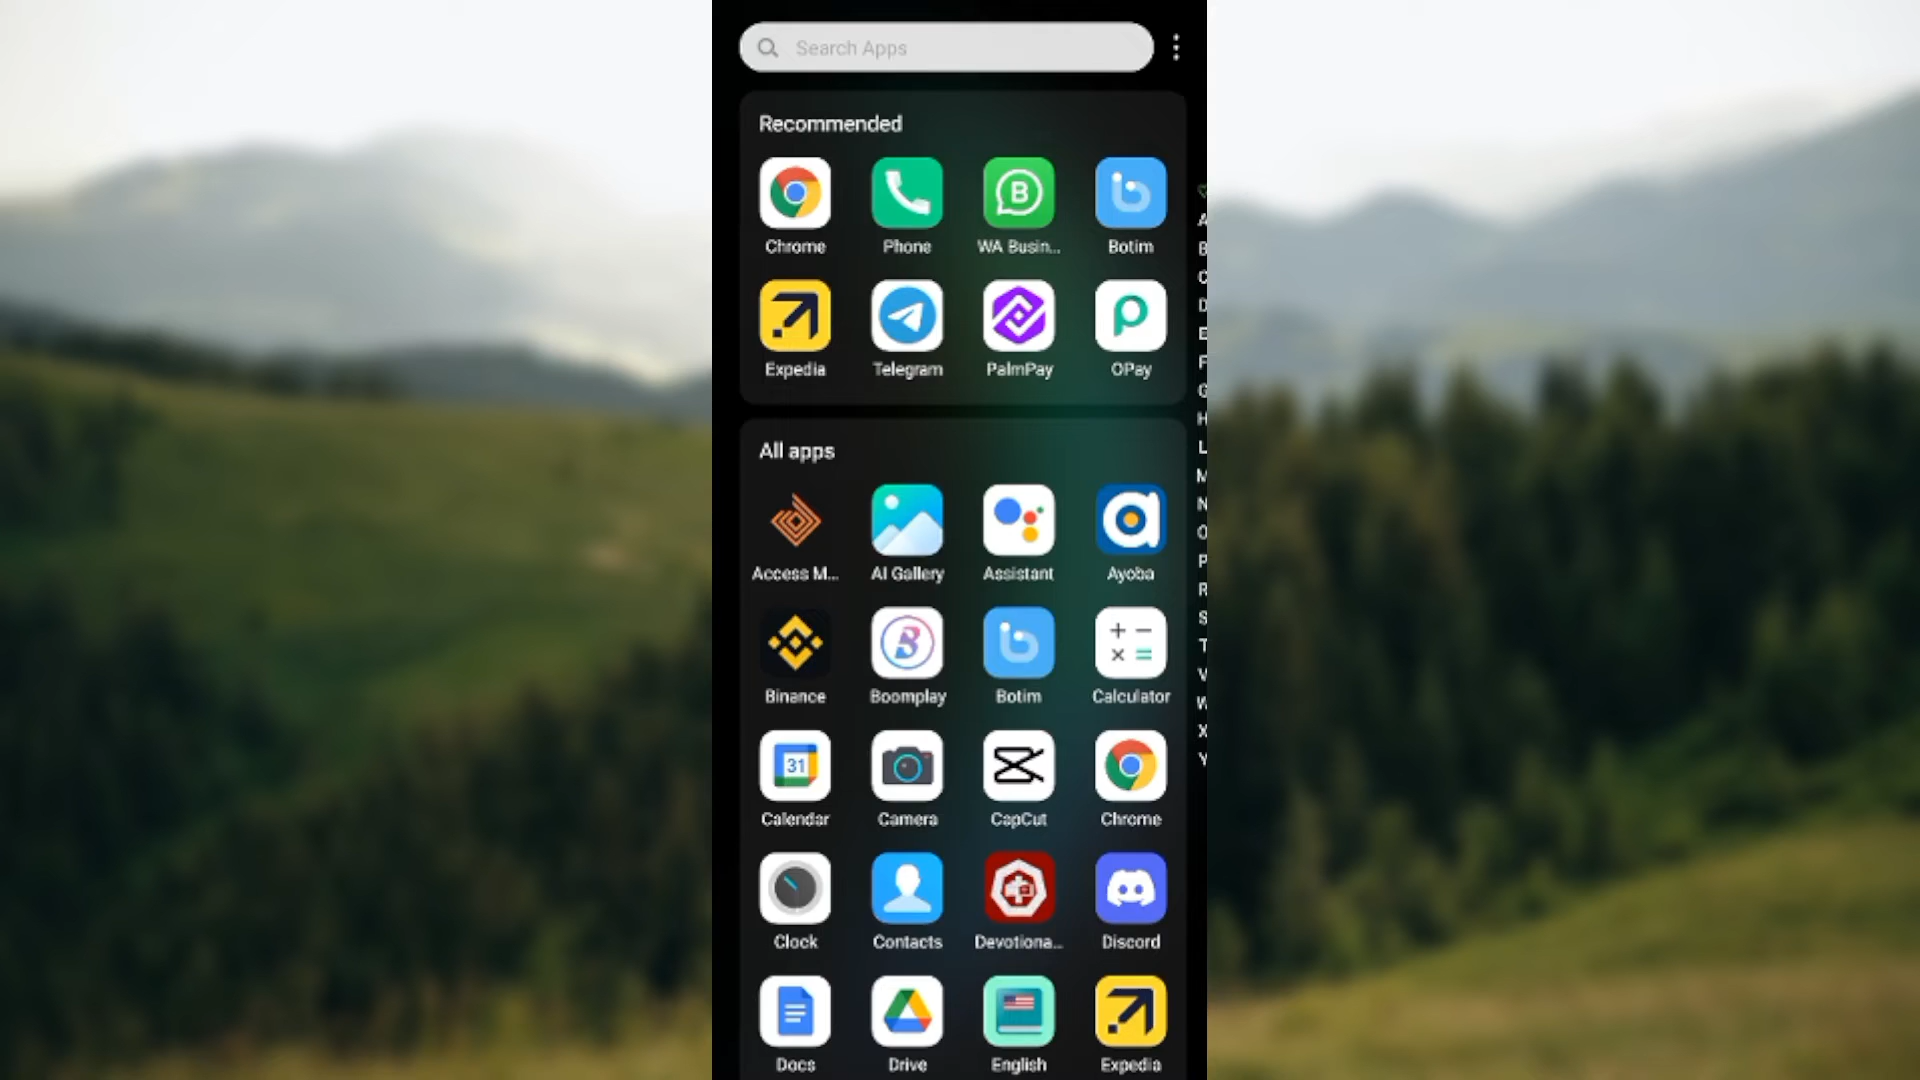 Search Apps
Recommended
Chrome Phone WA Busin... Botim
Expedia Telegram PalmPay OPay
All apps
Access M... AI Gallery Assistant Ayoba
Binance Boomplay Botim Calculator
31
Calendar Camera CapCut Chrome
Clock Contacts Devotiona... Discord
Docs Drive English Expedia
A
B
C
D
E
F
G
H
L
M
N
O
P
R
S
T
V
W
X
Y